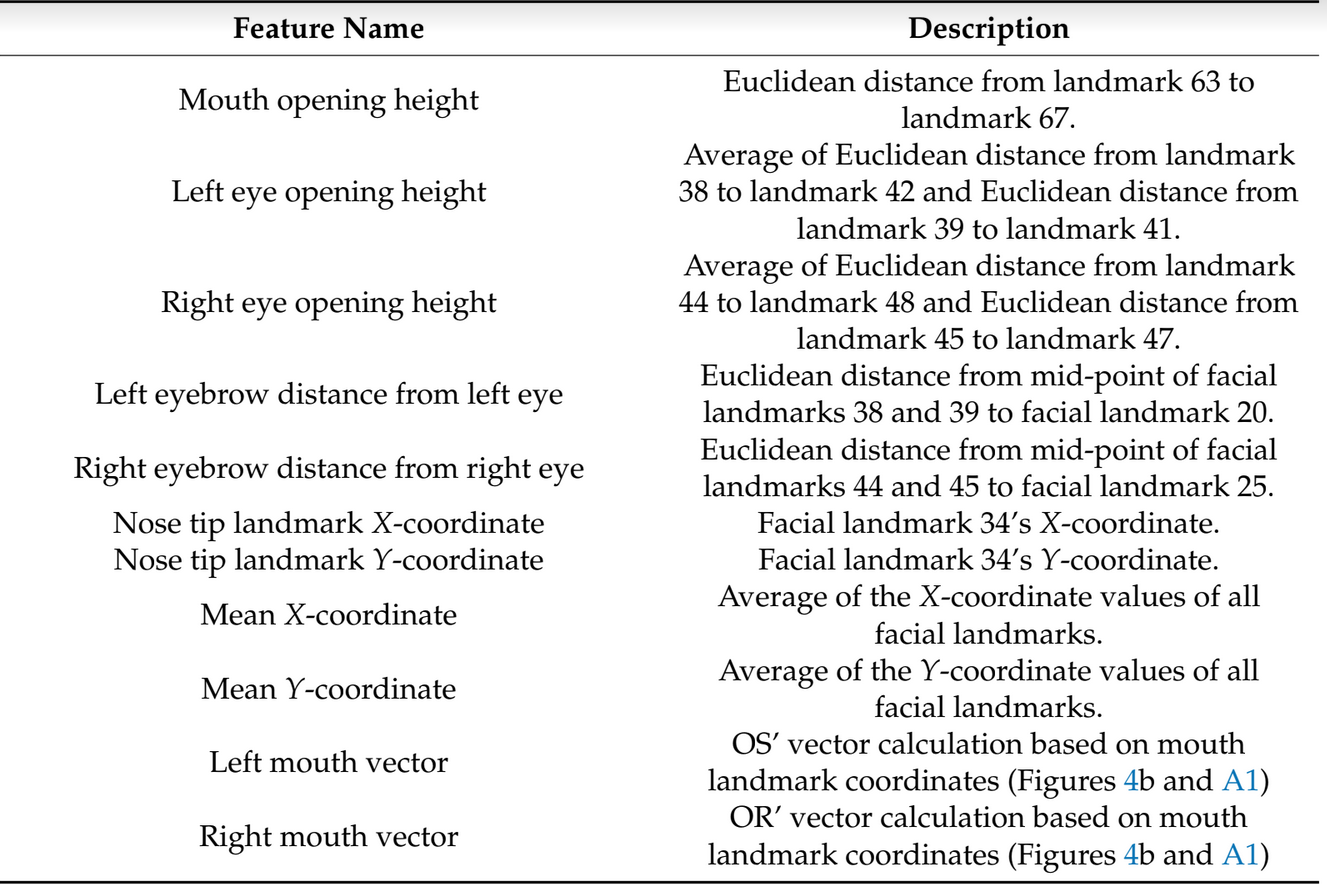 Feature Name Description
Mouth opening height
Euclidean distance from landmark 63 to
landmark 67.
Left eye opening height
Average of Euclidean distance from landmark
38 to landmark 42 and Euclidean distance from
landmark 39 to landmark 41.
Right eye opening height
Average of Euclidean distance from landmark
44 to landmark 48 and Euclidean distance from
landmark 45 to landmark 47.
Left eyebrow distance from left eye
Euclidean distance from mid-point of facial
landmarks 38 and 39 to facial landmark 20.
Right eyebrow distance from right eye
Euclidean distance from mid-point of facial
landmarks 44 and 45 to facial landmark 25.
Nose tip landmark X-coordinate Facial landmark 34’s X-coordinate.
Nose tip landmark Y-coordinate Facial landmark 34’s Y-coordinate.
Mean X-coordinate
Average of the X-coordinate values of all
facial landmarks.
Mean Y-coordinate
Average of the Y-coordinate values of all
facial landmarks.
Left mouth vector
OS’ vector calculation based on mouth
landmark coordinates (Figures 4b and A1)
Right mouth vector
OR’ vector calculation based on mouth
landmark coordinates (Figures 4b and A1)